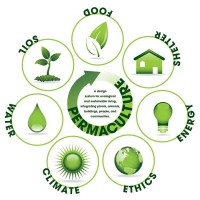 FOOD
SHELTER
ENERGY
ETHICS
CLIMATE
WATER
SOIL
PERMACULTURE
A design
system for ecological
and sustainable living,
integrating plants, animals,
buildings, people, and
communities.